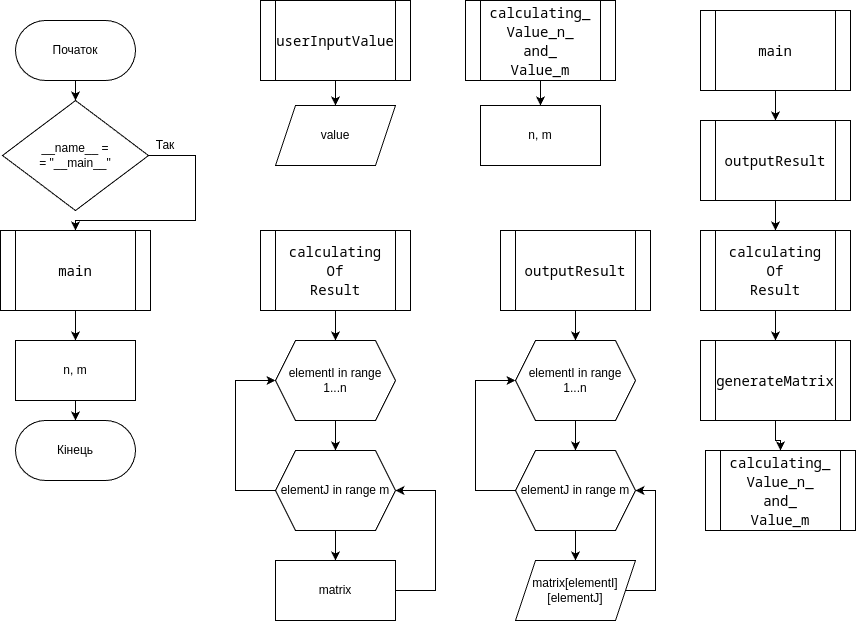 Початок
__name__ =
= "__main__"
Так
main
n, m
Кінець
userInputValue
value
calculating_
Value_n_
and_
Value_m
n, m
calculating
Of
Result
elementI in range
1...n
elementJ in range m
matrix
outputResult
elementI in range
1...n
elementJ in range m
matrix[elementI]
[elementJ]
main
outputResult
calculating
Of
Result
generateMatrix
calculating_
Value_n_
and_
Value_m